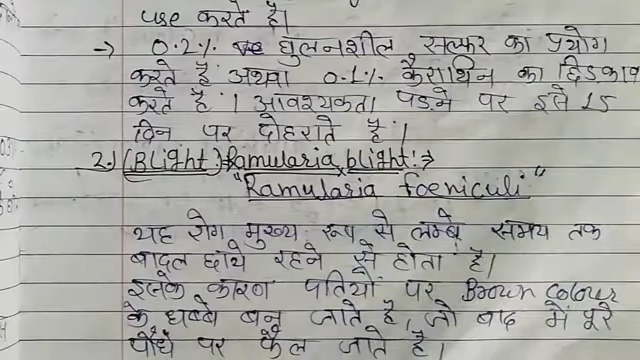 use करते है।
→ 0.2% घुलनशील सल्फर का प्रयोग
करते है अथवा 0.1% कैराथिन का छिडकाव
करते है। आवश्यकता पडने पर इसे 15
दिन पर दोहराते है।
2.) (Blight) Ramularia blight:⇒
"Ramularia foeniculi"
यह रोग मुख्य रूप से लम्बे समय तक
बादल छाये रहने से होता है।
इसके कारण पतियों पर Brown colour
के धब्बे बन जाते है, जो बाद में पूरे
पौधे पर फैल जाते है।